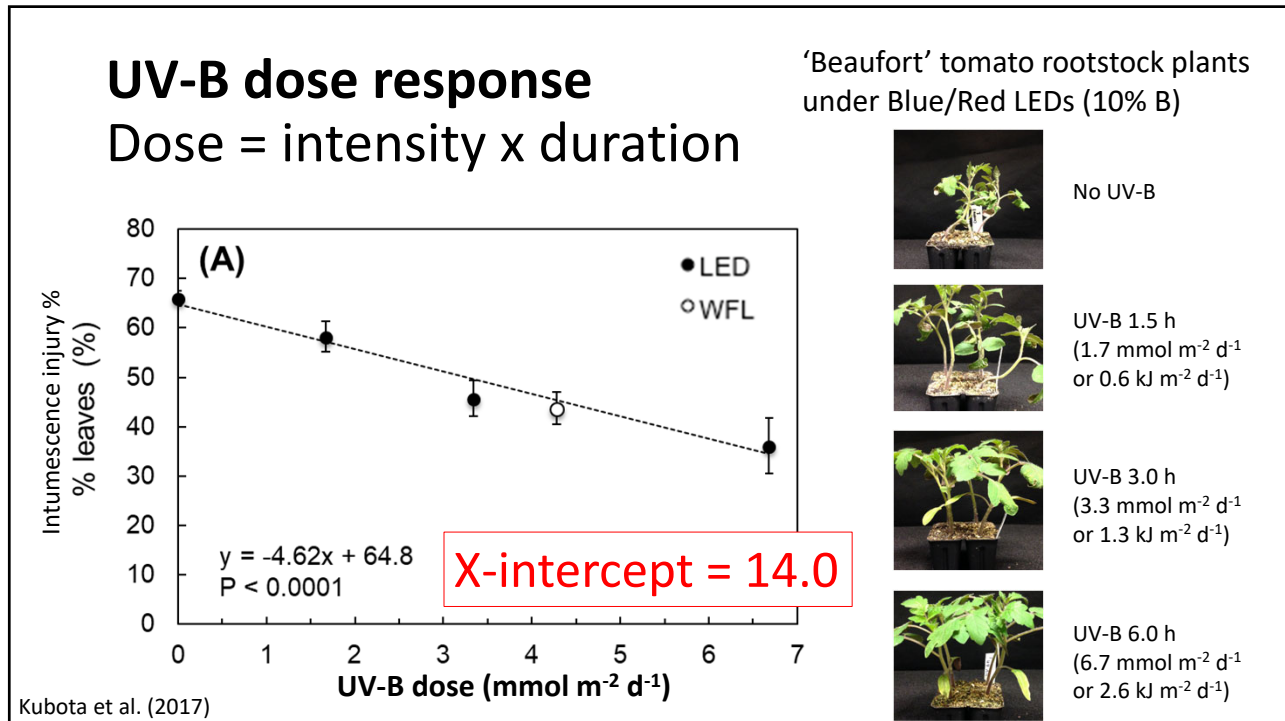 UV-B dose response
Dose = intensity x duration
‘Beaufort’ tomato rootstock plants
under Blue/Red LEDs (10% B)
No UV-B
UV-B 1.5 h
(1.7 mmol m⁻² d⁻¹
or 0.6 kJ m⁻² d⁻¹)
UV-B 3.0 h
(3.3 mmol m⁻² d⁻¹
or 1.3 kJ m⁻² d⁻¹)
UV-B 6.0 h
(6.7 mmol m⁻² d⁻¹
or 2.6 kJ m⁻² d⁻¹)
(A)
LED
WFL
Intumescence injury %
% leaves (%)
80
70
60
50
40
30
20
10
0
y = -4.62x + 64.8
P < 0.0001
X-intercept = 14.0
0 1 2 3 4 5 6 7
UV-B dose (mmol m⁻² d⁻¹)
Kubota et al. (2017)